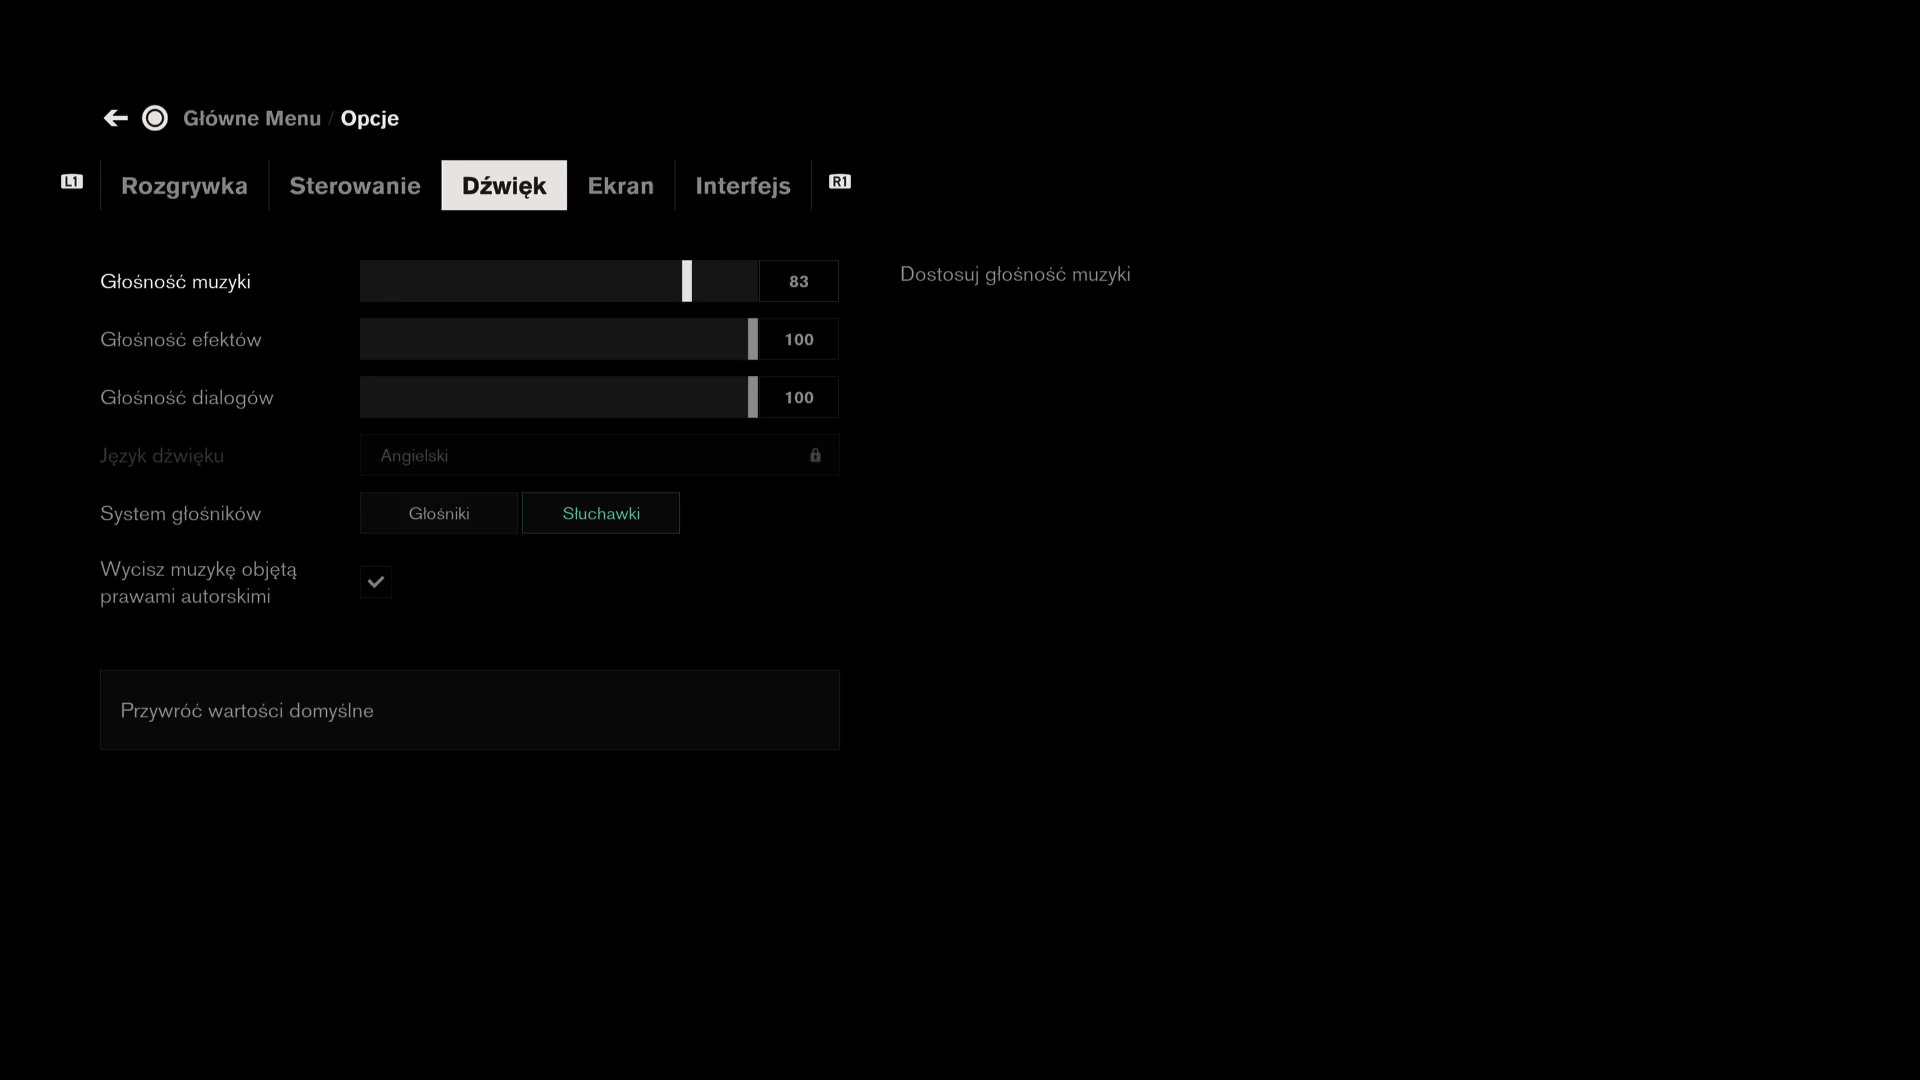 Główne Menu / Opcje
L1 Rozgrywka Sterowanie Dźwięk Ekran Interfejs R1
Głośność muzyki 83 Dostosuj głośność muzyki
Głośność efektów 100
Głośność dialogów 100
Język dźwięku Angielski
System głośników Głośniki Słuchawki
Wycisz muzykę objętą
prawami autorskimi
Przywróć wartości domyślne